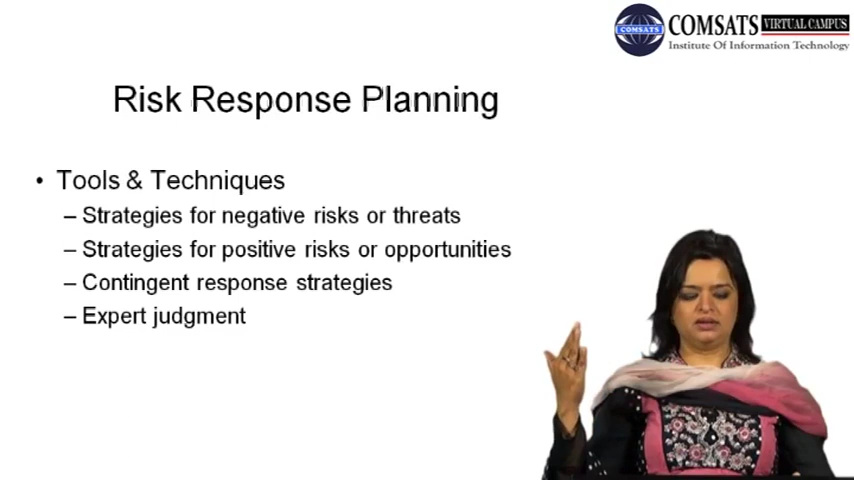 COMSATS VIRTUAL CAMPUS
COMSATS
Institute Of Information Technology
Risk Response Planning
• Tools & Techniques
– Strategies for negative risks or threats
– Strategies for positive risks or opportunities
– Contingent response strategies
– Expert judgment